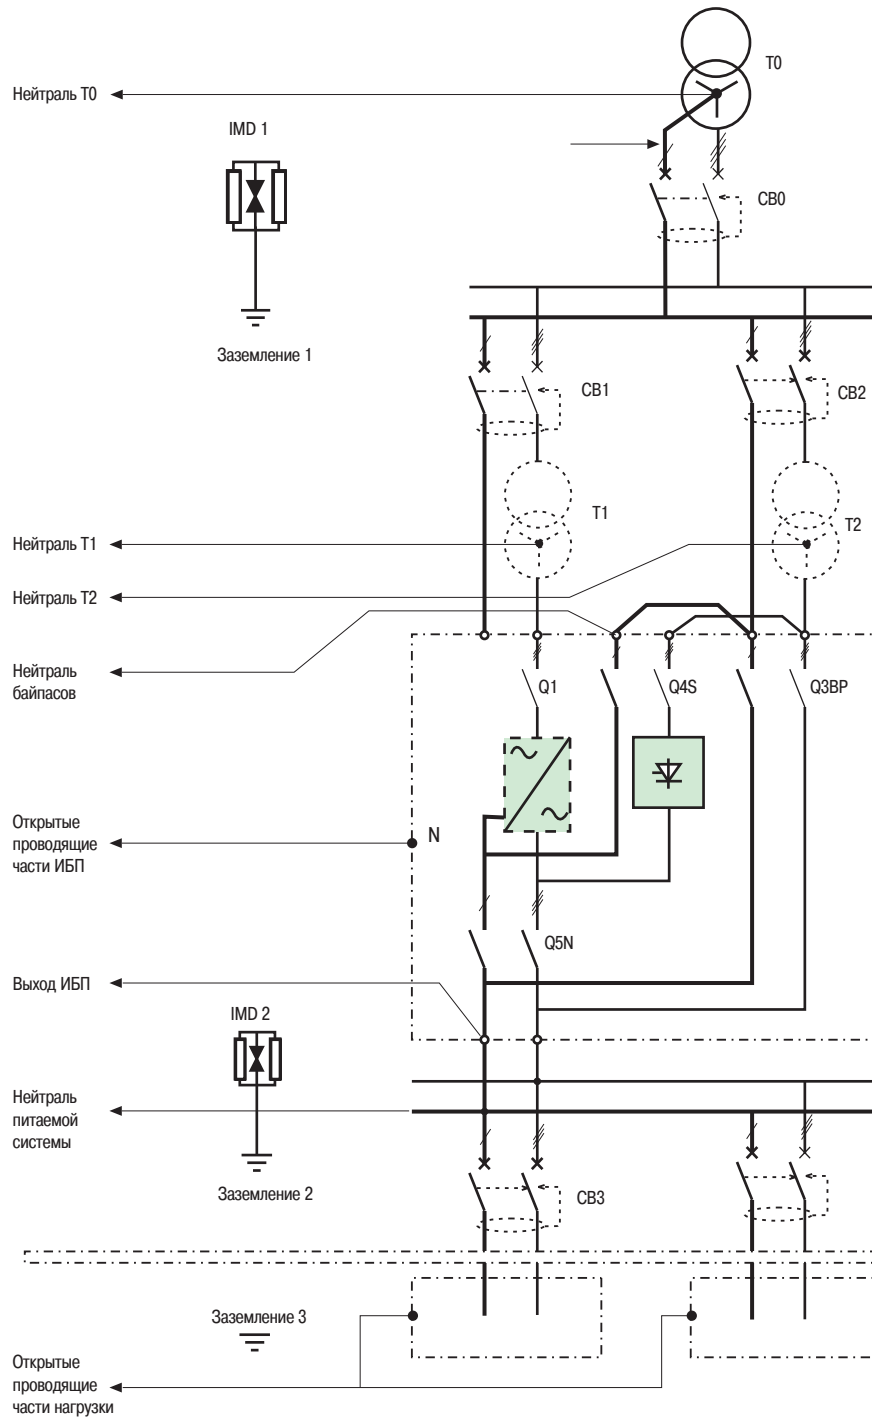 T0
Нейтраль T0
IMD 1
CB0
Заземление 1
CB1
CB2
T1
T2
Нейтраль T1
Нейтраль T2
Нейтраль
байпасов
Q1
Q4S
Q3BP
Открытые
проводящие
части ИБП
N
Q5N
Выход ИБП
IMD 2
Нейтраль
питаемой
системы
Заземление 2
CB3
Заземление 3
Открытые
проводящие
части нагрузки